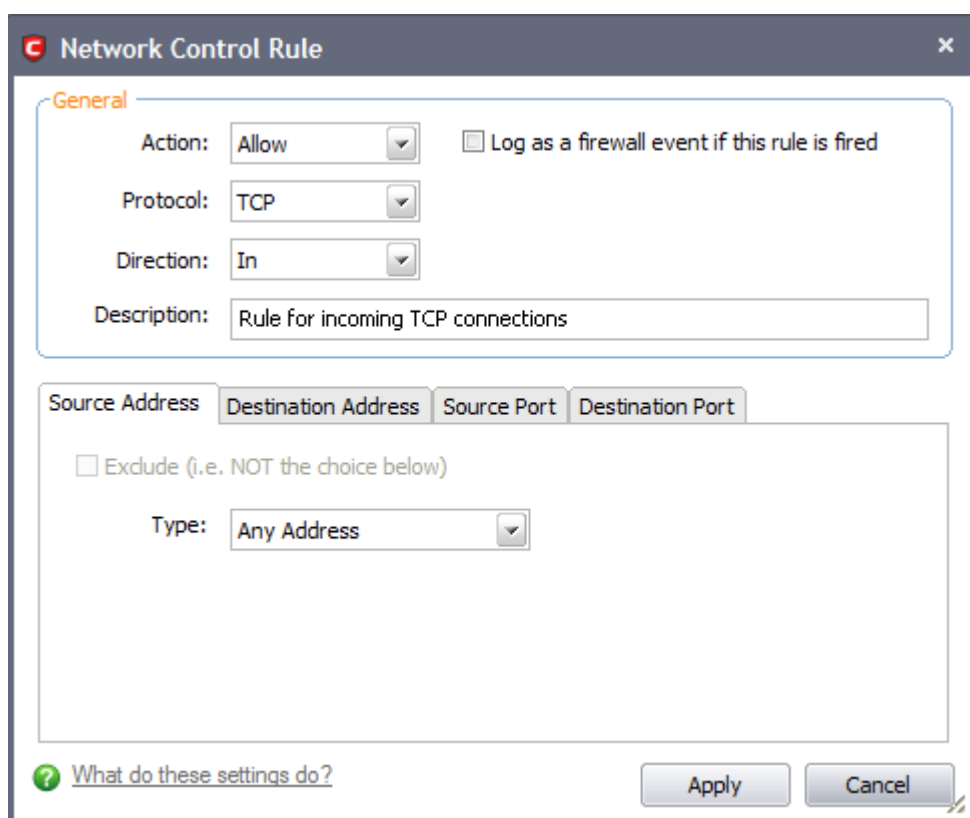 Network Control Rule
General
Action: Allow Log as a firewall event if this rule is fired
Protocol: TCP
Direction: In
Description: Rule for incoming TCP connections
Source Address Destination Address Source Port Destination Port
Exclude (i.e. NOT the choice below)
Type: Any Address
What do these settings do? Apply Cancel